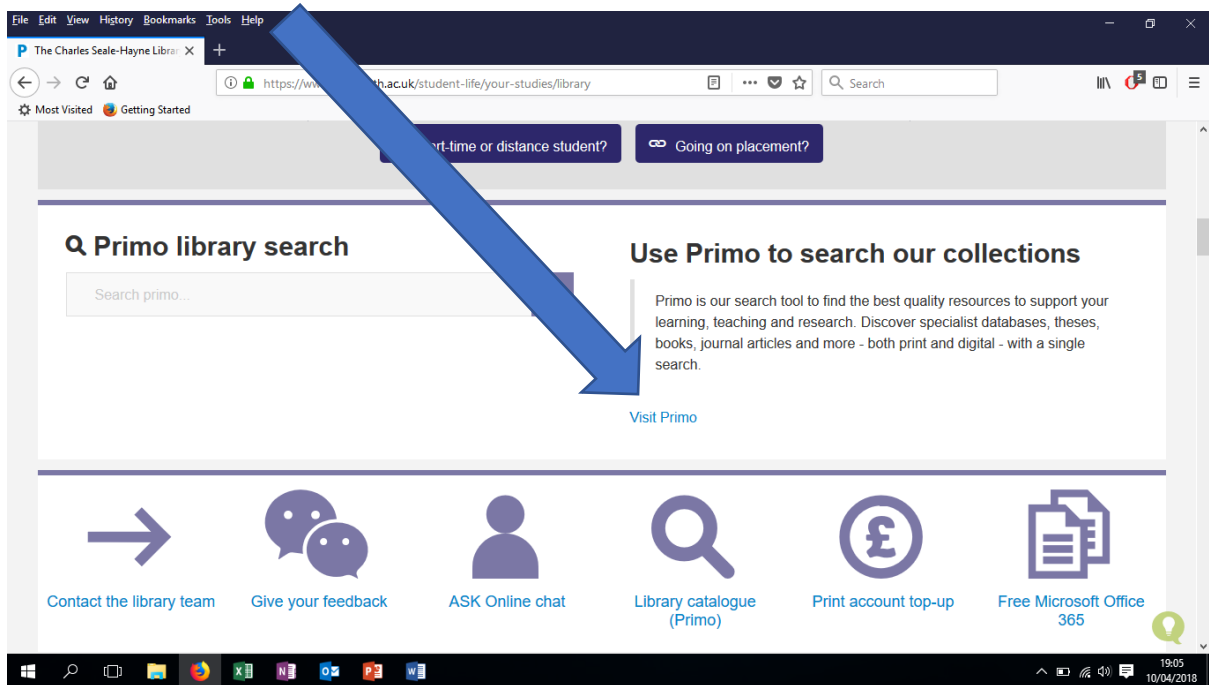 File Edit View History Bookmarks Tools Help
The Charles Seale-Hayne Librar
https://ww th.ac.uk/student-life/your-studies/library
Search
5
Most Visited Getting Started
rt-time or distance student? Going on placement?
Primo library search
Search primo...
Use Primo to search our collections
Primo is our search tool to find the best quality resources to support your
learning, teaching and research. Discover specialist databases, theses,
books, journal articles and more - both print and digital - with a single
search.
Visit Primo
Contact the library team Give your feedback ASK Online chat Library catalogue Print account top-up Free Microsoft Office
(Primo) 365
19:05
10/04/2018